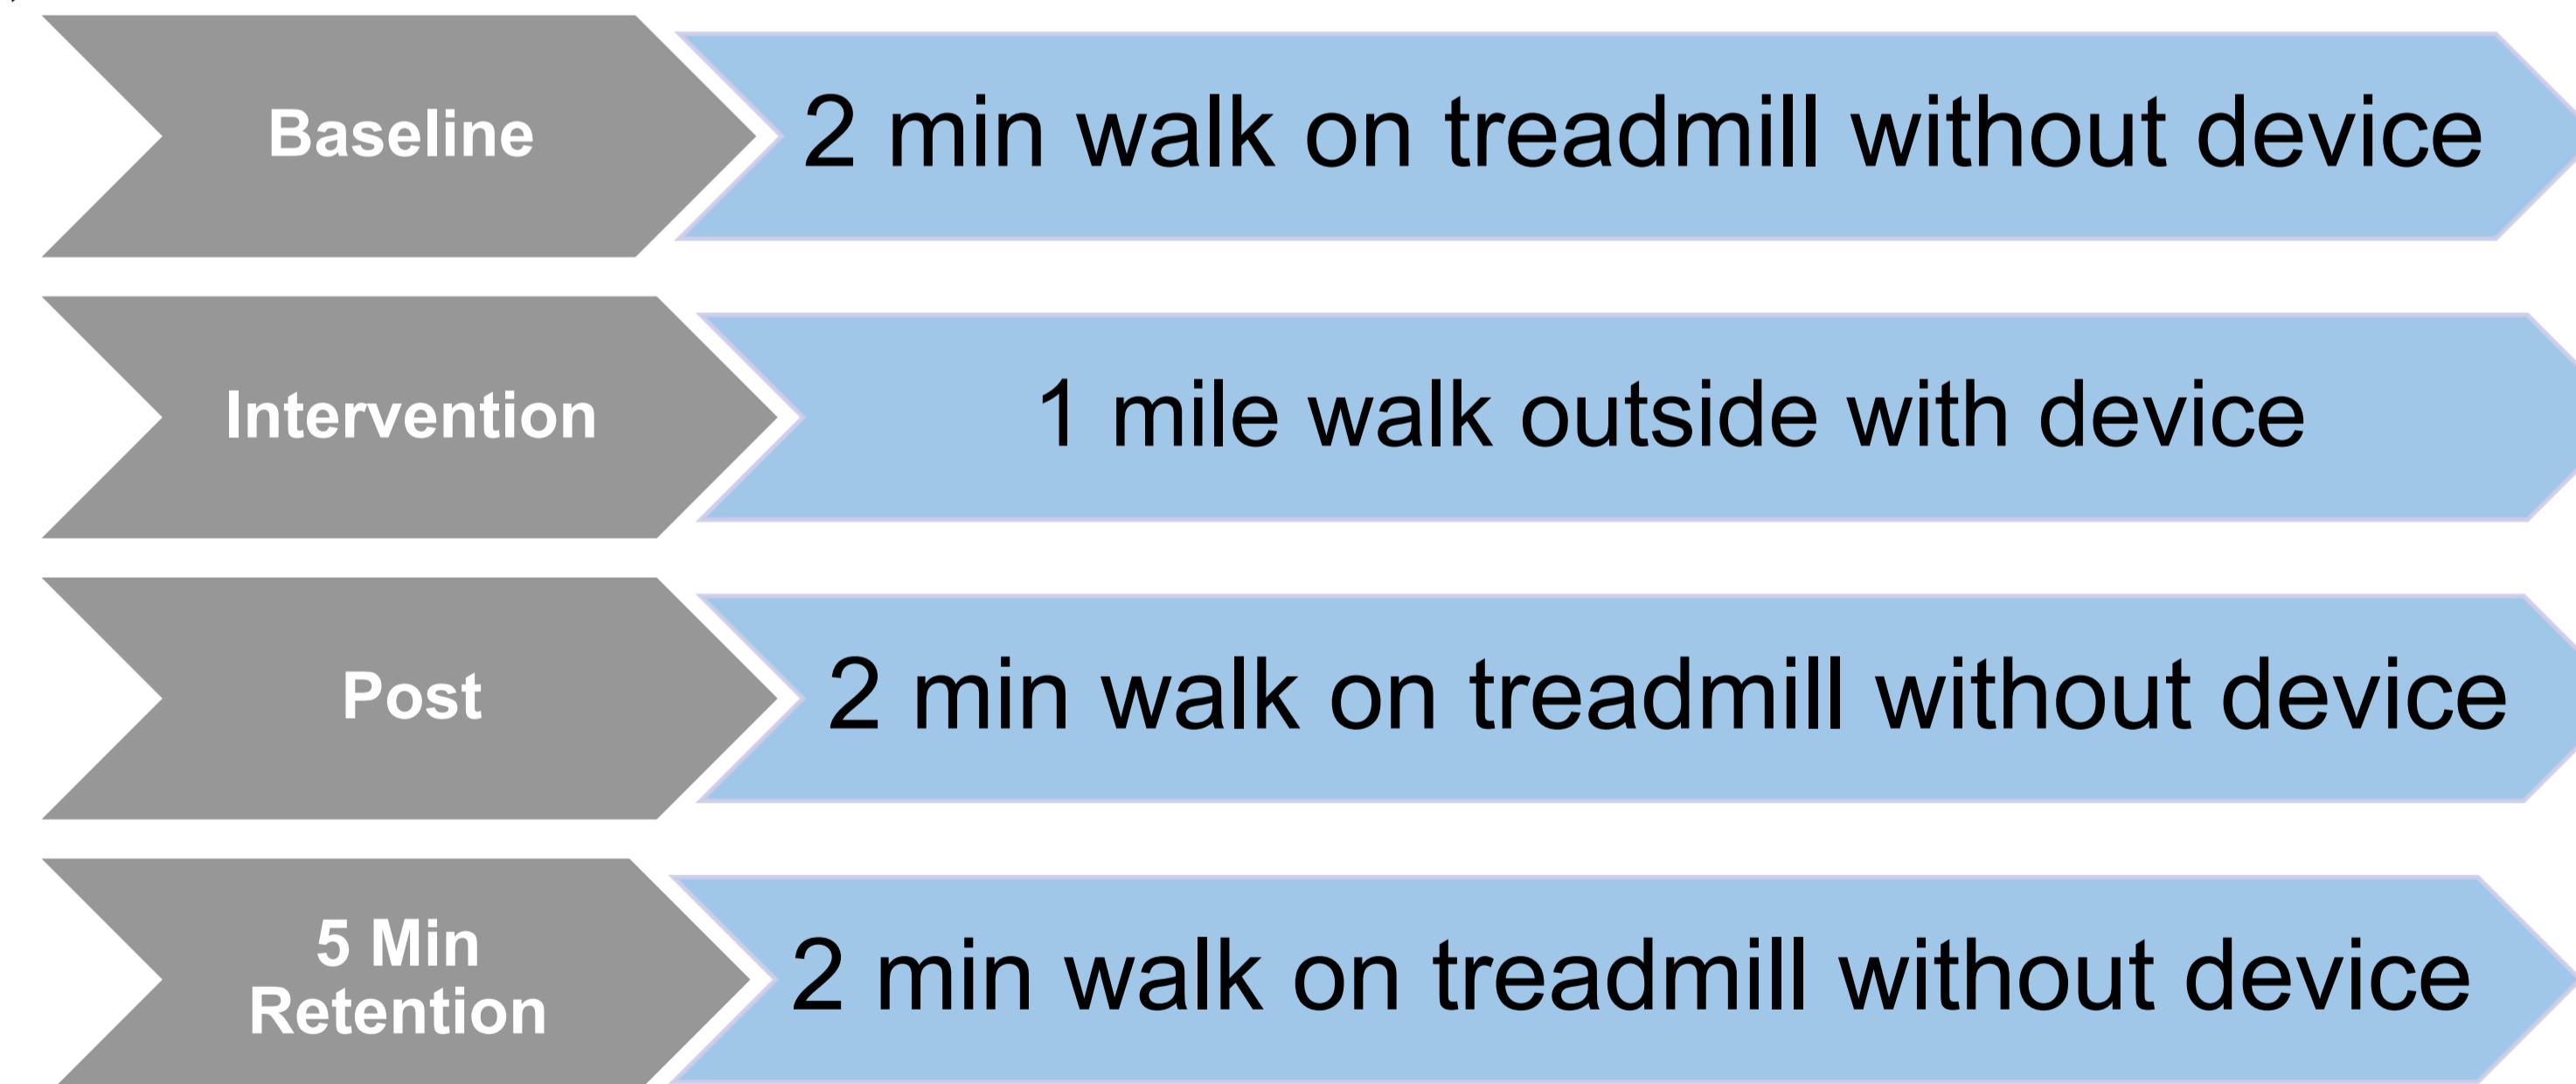 Baseline
2 min walk on treadmill without device
Intervention
1 mile walk outside with device
Post
2 min walk on treadmill without device
5 Min
Retention
2 min walk on treadmill without device